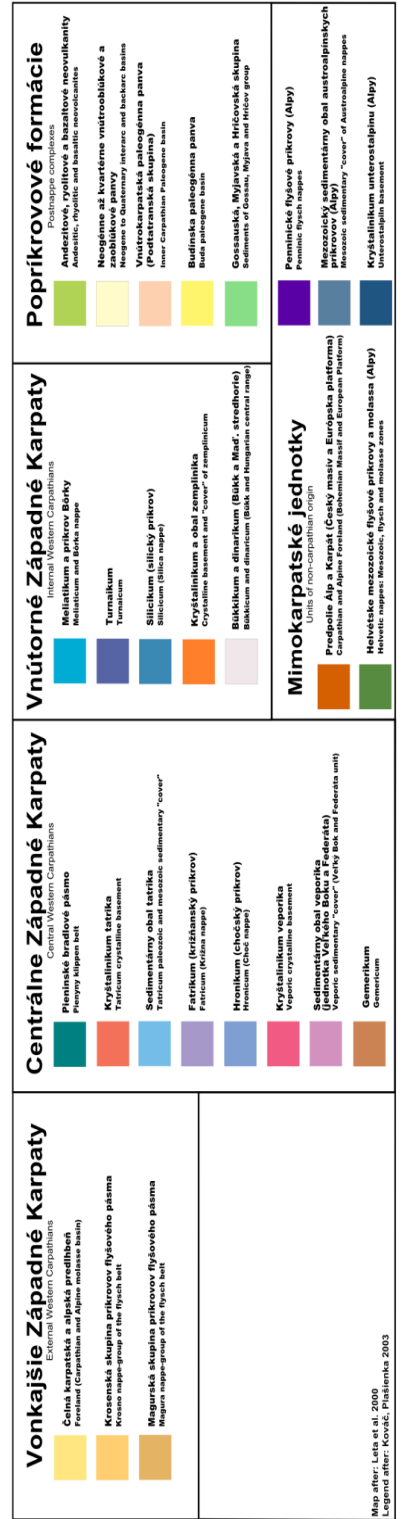 Vonkajšie Západné Karpaty
External Western Carpathians
Čelná karpatská a alpská predhlbeň
Foreland (Carpathian and Alpine molasse basin)
Krosenská skupina príkrovov flyšového pásma
Krosno nappe-group of the flysch belt
Magurská skupina príkrovov flyšového pásma
Magura nappe-group of the flysch belt
Map after: Leta et al. 2000
Legend after: Kováč, Plašienka 2003
Centrálne Západné Karpaty
Central Western Carpathians
Pieninské bradlové pásmo
Pienyny klippen belt
Kryštalinikum tatrika
Tatricum crystalline basement
Sedimentárny obal tatrika
Tatricum paleozoic and mesozoic sedimentary "cover"
Fatrikum (križňanský príkrov)
Fatricum (Križna nappe)
Hronikum (chočský príkrov)
Hronicum (Choč nappe)
Kryštalinikum veporika
Veporic crystalline basement
Sedimentárny obal veporika
(jednotka Veľkého Boku a Federáta)
Veporic sedimentary "cover" (Veľký Bok and Federáta unit)
Gemerikum
Gemericum
Vnútorné Západné Karpaty
Internal Western Carpathians
Meliatikum a príkrov Bôrky
Meliaticum and Bôrka nappe
Turnaikum
Turnaicum
Silicikum (silický príkrov)
Silicicum (Silica nappe)
Kryštalinikum a obal zemplinika
Crystalline basement and "cover" of zemplinicum
Bükkikum a dinarikum (Bükk a Maď. stredhorie)
Bükkicum and dinaricum (Bükk and Hungarian central range)
Popríkrovové formácie
Postnappe complexes
Andezitové, ryolitové a bazaltové neovulkanity
Andesitic, rhyolitic and basaltic neovolcanites
Neogénne až kvartérne vnútrooblúkové a
zaoblúkové panvy
Neogene to Quaternary interarc and backarc basins
Vnútrokarpatská paleogénna panva
(Podtatranská skupina)
Inner Carpathian Paleogene basin
Budínska paleogénna panva
Buda paleogene basin
Gossauská, Myjavská a Hričovská skupina
Sediments of Gossau, Myjava and Hričov group
Mimokarpatské jednotky
Units of non-carpathian origin
Predpolie Álp a Karpát (Český masív a Európska platforma)
Carpathian and Alpine Foreland (Bohemian Massif and European Platform)
Helvétske mezozoické flyšové príkrovy a molassa (Alpy)
Helvetic nappes: Mesozoic, flysch and molasse zones
Penninické flyšové príkrovy (Alpy)
Penninic flysch nappes
Mezozoický sedimentárny obal austroalpínskych
príkrovov (Alpy)
Mesozoic sedimentary "cover" of Austroalpine nappes
Kryštalinikum unterostalpinu (Alpy)
Unterostalpiln basement